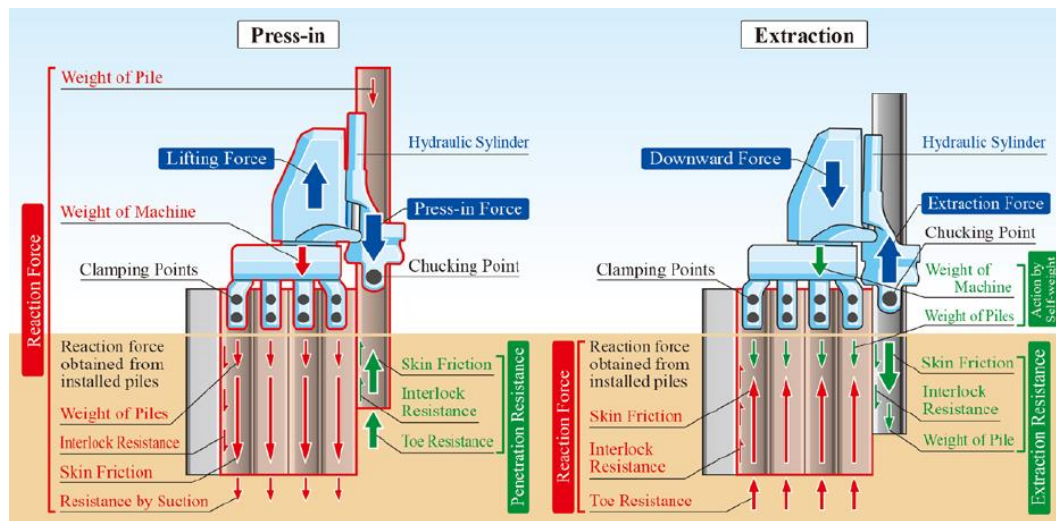 Press-in
Weight of Pile
Lifting Force
Hydraulic Sylinder
Weight of Machine
Press-in Force
Clamping Points
Chucking Point
Reaction Force
Reaction force
obtained from
installed piles
Weight of Piles
Interlock Resistance
Skin Friction
Resistance by Suction
Skin Friction
Interlock
Resistance
Toe Resistance
Penetration Resistance
Extraction
Downward Force
Hydraulic Sylinder
Extraction Force
Chucking Point
Clamping Points
Weight of
Machine
Weight of Piles
Action by
Self-weight
Reaction Force
Reaction force
obtained from
installed piles
Skin Friction
Interlock
Resistance
Toe Resistance
Skin Friction
Interlock
Resistance
Weight of Pile
Extraction Resistance